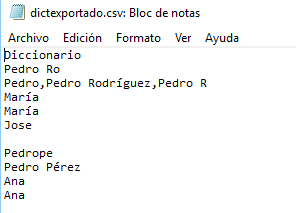 dictexportado.csv: Bloc de notas
Archivo Edición Formato Ver Ayuda
Diccionario
Pedro Ro
Pedro,Pedro Rodríguez,Pedro R
María
María
Jose
Pedrope
Pedro Pérez
Ana
Ana